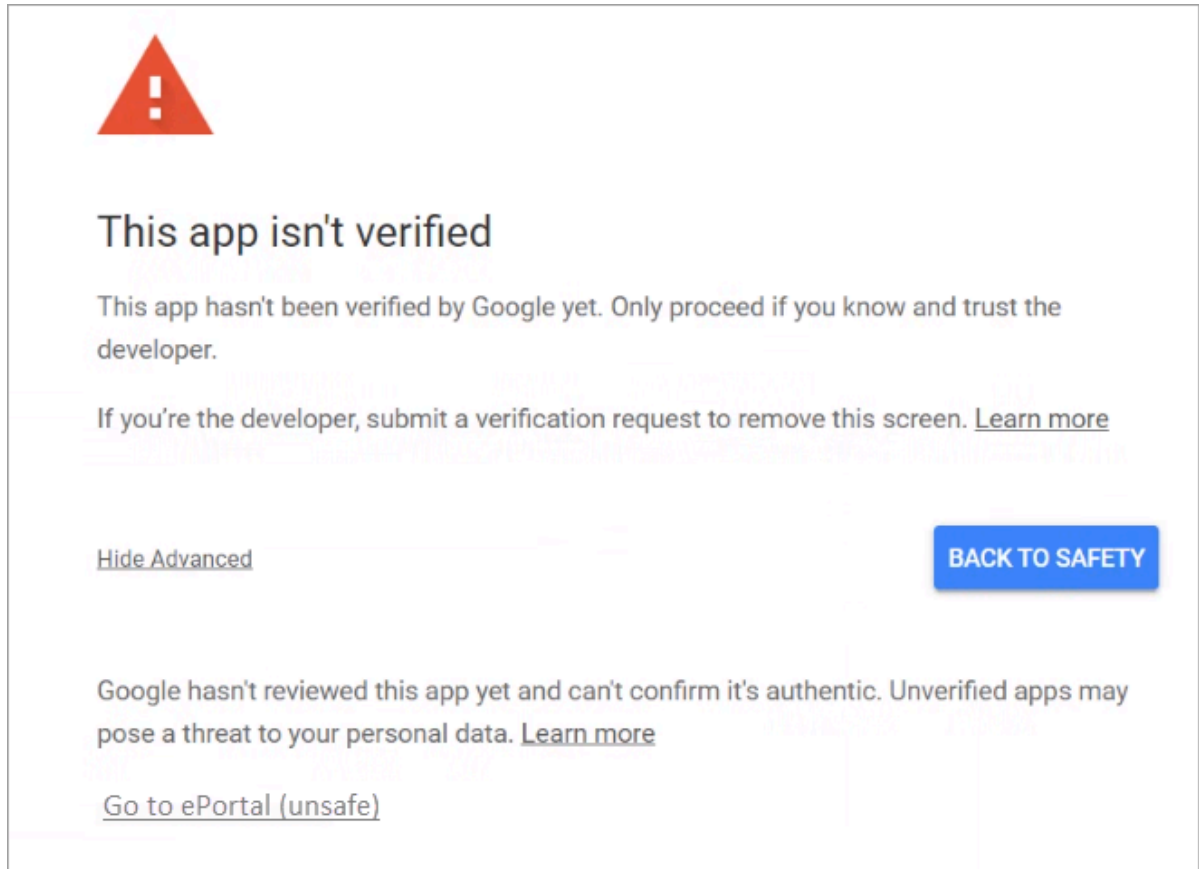 This app isn't verified
This app hasn't been verified by Google yet. Only proceed if you know and trust the
developer.
If you're the developer, submit a verification request to remove this screen. Learn more
Hide Advanced
BACK TO SAFETY
Google hasn't reviewed this app yet and can't confirm it's authentic. Unverified apps may
pose a threat to your personal data. Learn more
Go to ePortal (unsafe)